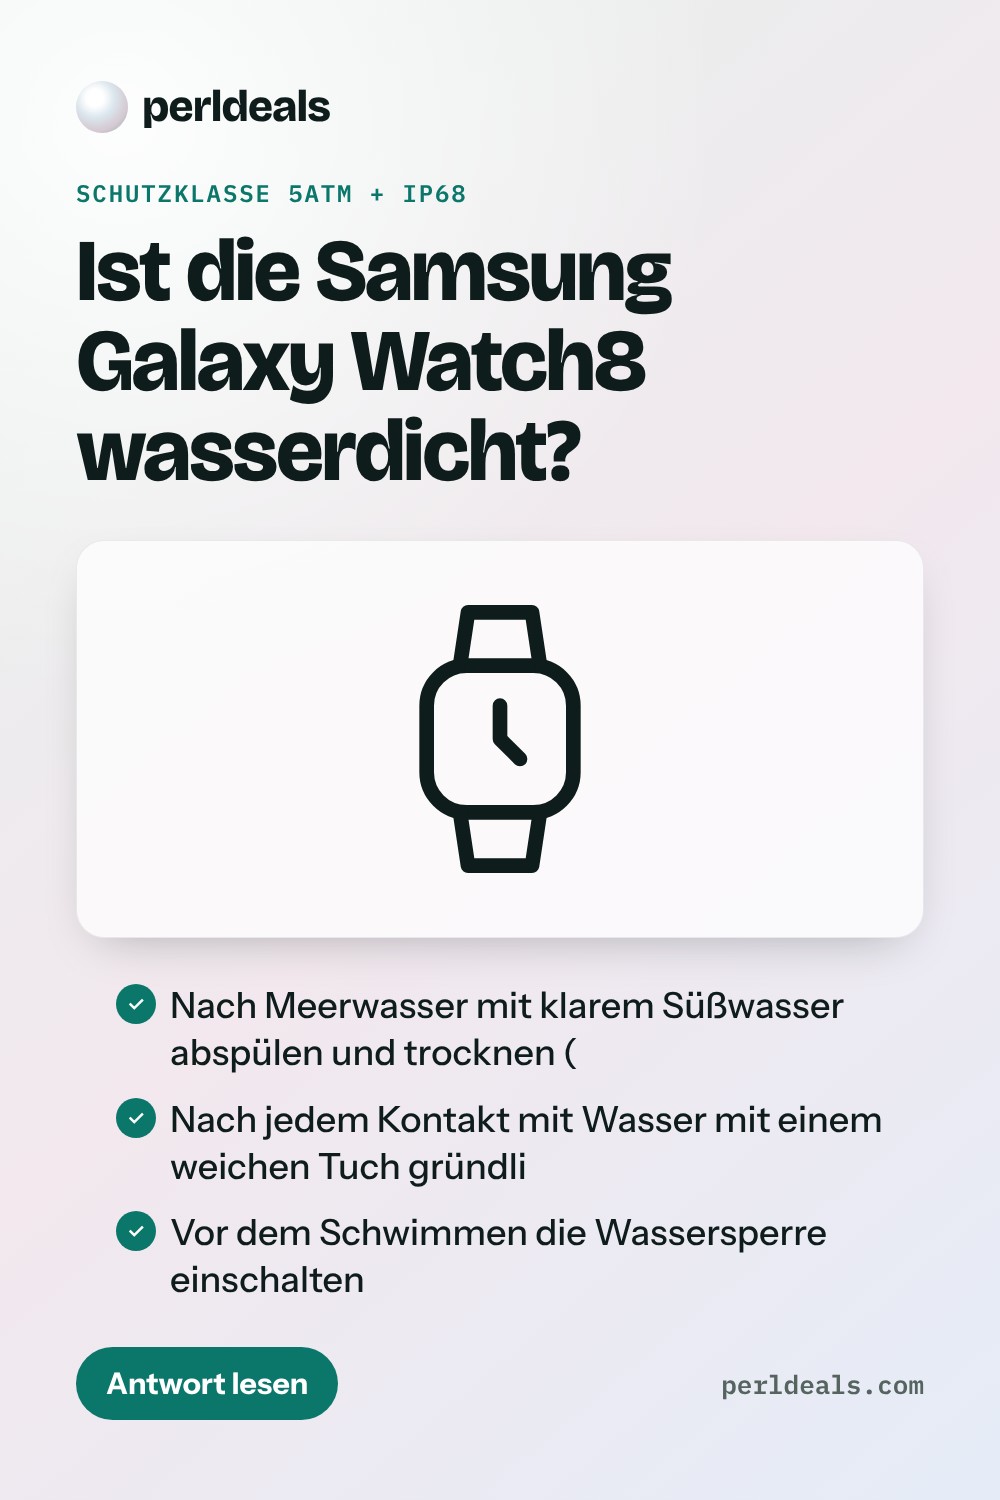 perldeals
SCHUTZKLASSE 5ATM + IP68
Ist die Samsung
Galaxy Watch8
wasserdicht?
Nach Meerwasser mit klarem Süßwasser
abspülen und trocknen (
Nach jedem Kontakt mit Wasser mit einem
weichen Tuch gründli
Vor dem Schwimmen die Wassersperre
einschalten
Antwort lesen
perldeals.com